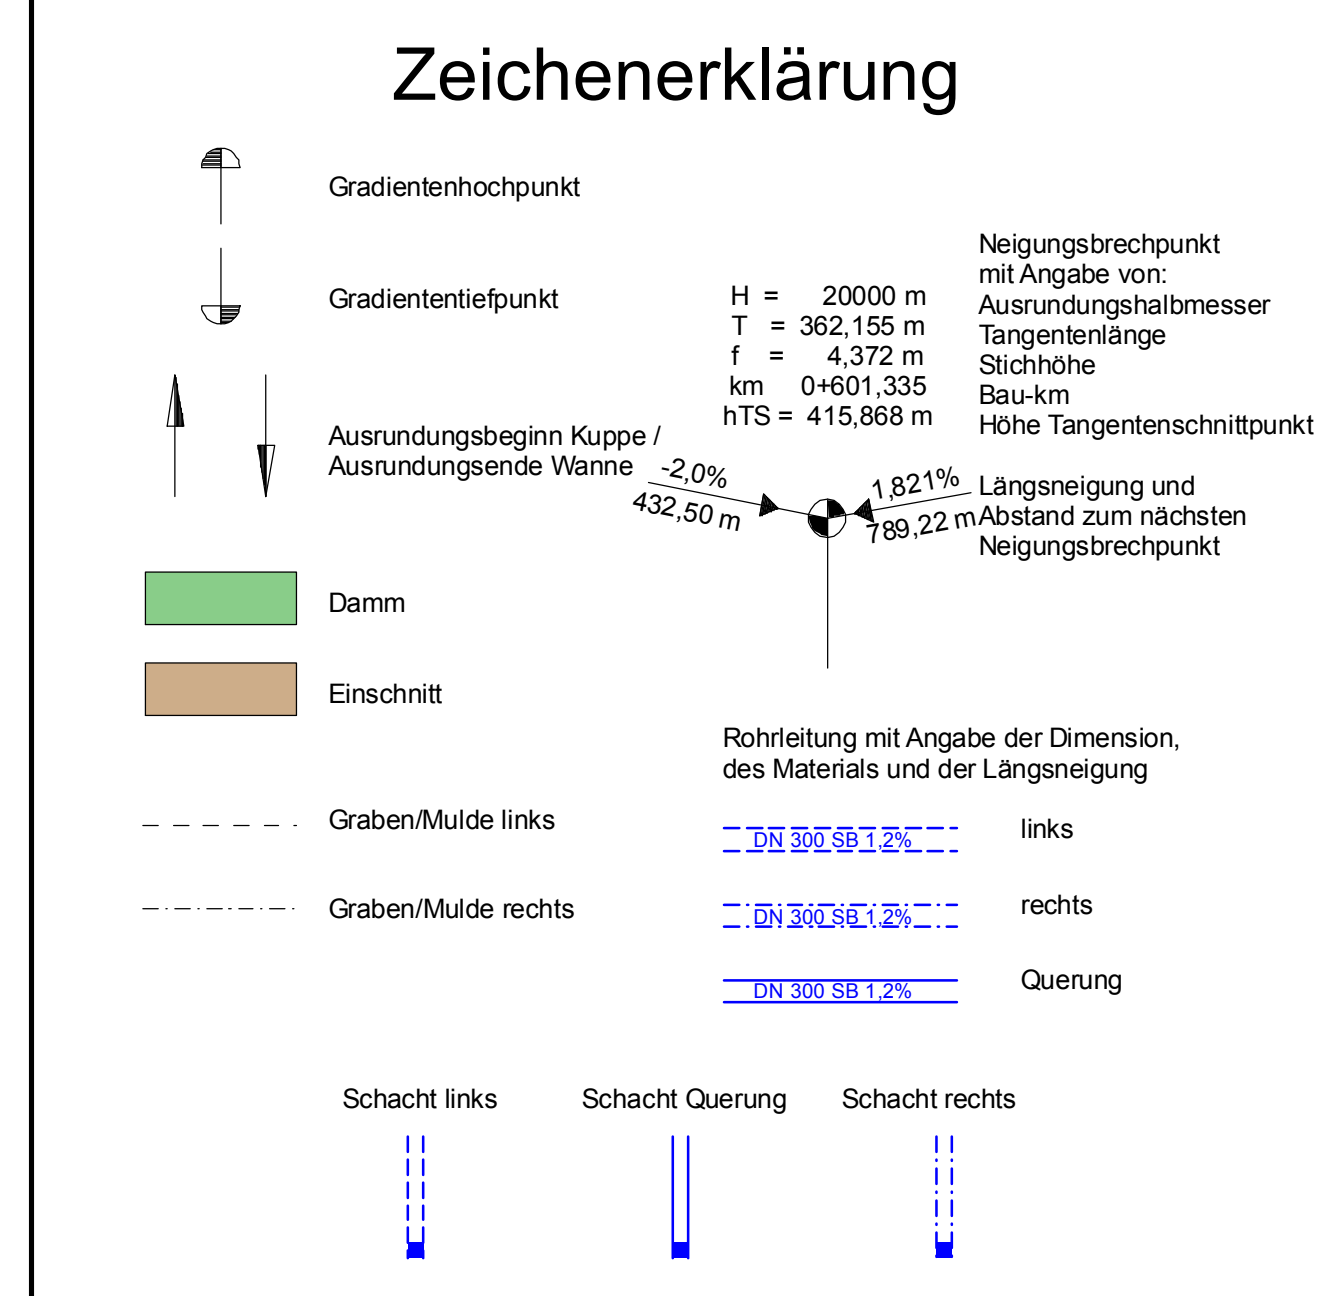 Zeichenerklärung
Gradientenhochpunkt
Gradiententiefpunkt
Ausrundungsbeginn Kuppe /
Ausrundungsende Wanne
Damm
Einschnitt
Graben/Mulde links
Graben/Mulde rechts
H = 20000 m
T = 362,155 m
f = 4,372 m
km 0+601,335
hTS = 415,868 m
Neigungsbrechpunkt
mit Angabe von:
Ausrundungshalbmesser
Tangentenlänge
Stichhöhe
Bau-km
Höhe Tangentenschnittpunkt
-2,0%
432,50 m
1,821%
789,22 m
Längsneigung und
Abstand zum nächsten
Neigungsbrechpunkt
Rohrleitung mit Angabe der Dimension,
des Materials und der Längsneigung
DN 300 SB 1,2%
links
DN 300 SB 1,2%
rechts
DN 300 SB 1,2%
Querung
Schacht links
Schacht Querung
Schacht rechts